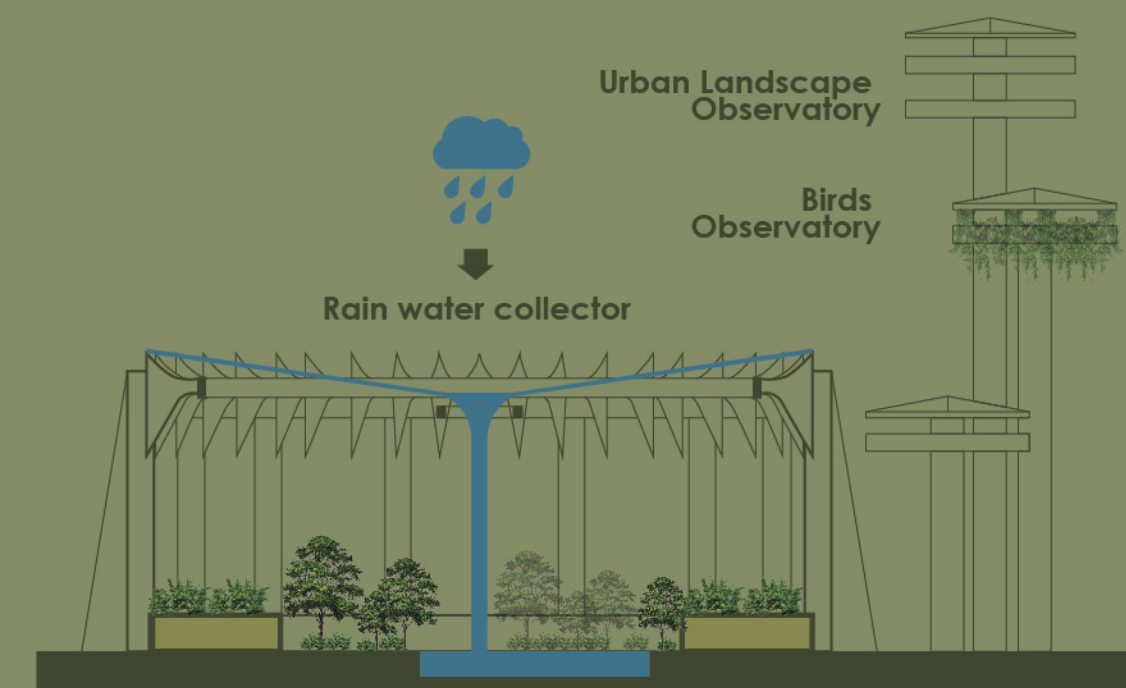 Urban Landscape
Observatory
Birds
Observatory
Rain water collector